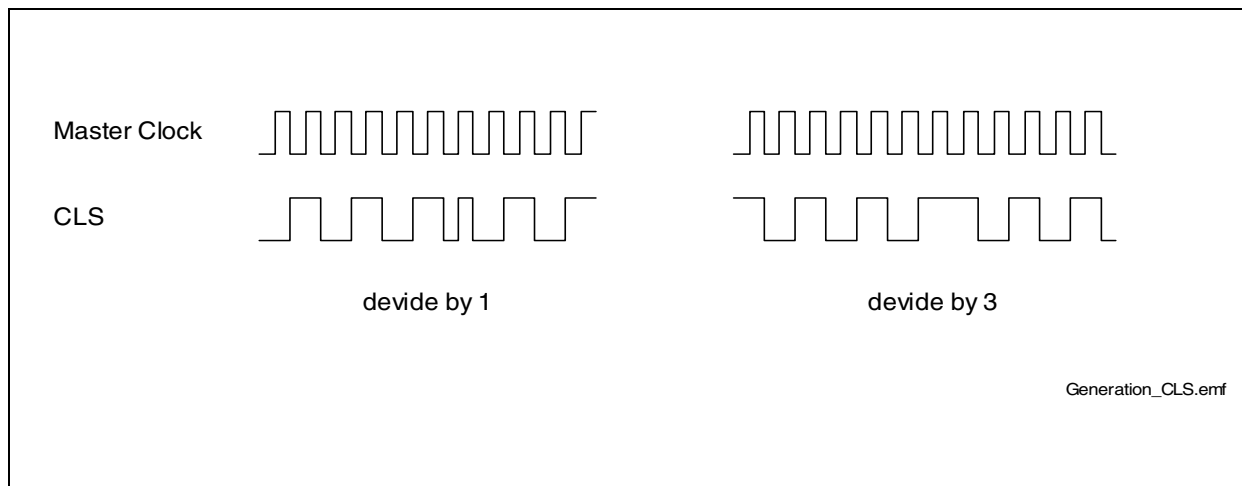 Master Clock
CLS
devide by 1
devide by 3
Generation_CLS.emf